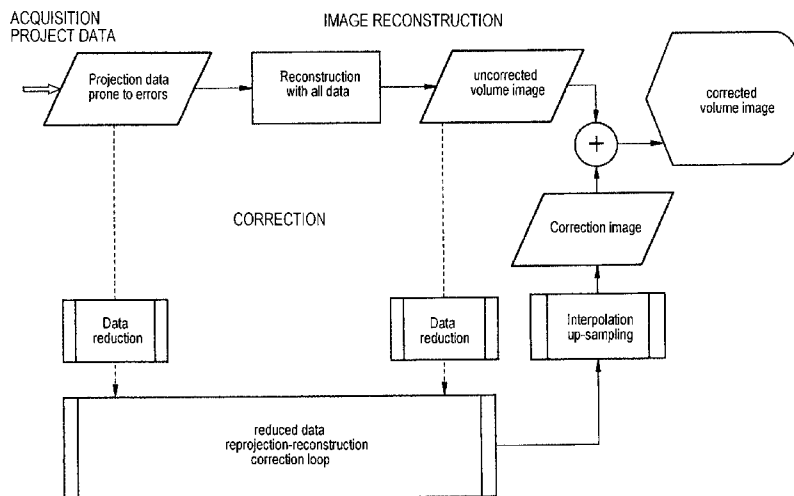 ACQUISITION
PROJECT DATA
IMAGE RECONSTRUCTION
Projection data
prone to errors
Reconstruction
with all data
uncorrected
volume image
corrected
volume image
+
CORRECTION
Correction image
Data
reduction
Data
reduction
Interpolation
up-sampling
reduced data
reprojection-reconstruction
correction loop